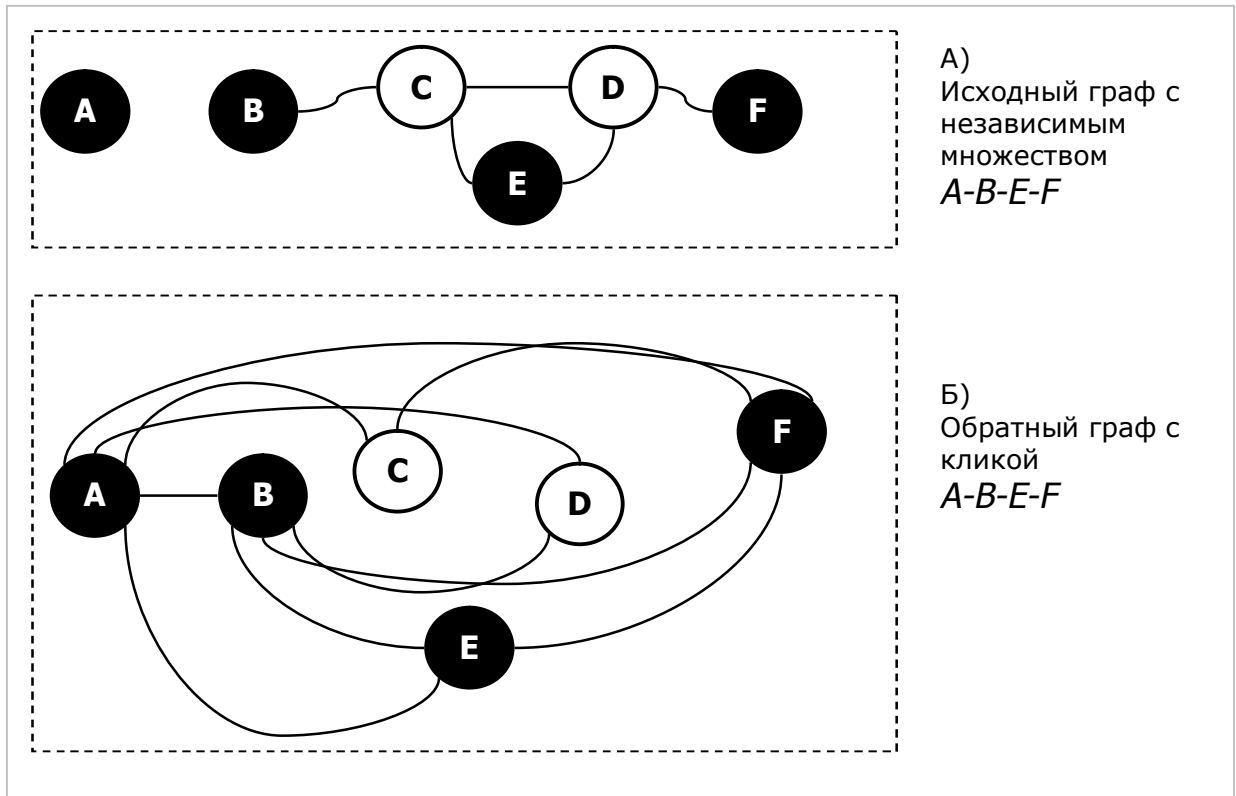 A
B
C
D
F
E
А)
Исходный граф с
независимым
множеством
A-B-E-F
A
B
C
D
F
E
Б)
Обратный граф с
кликой
A-B-E-F